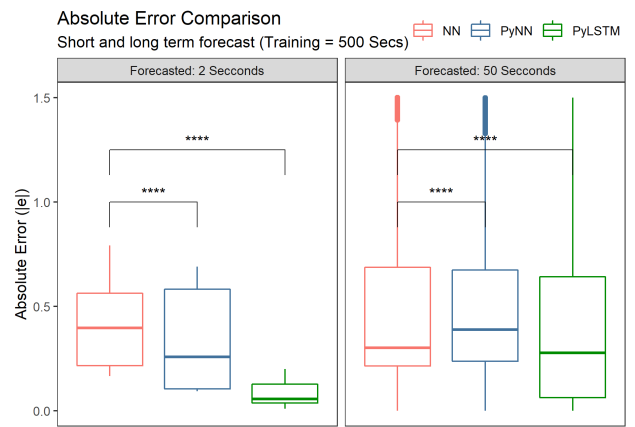 Absolute Error Comparison
Short and long term forecast (Training = 500 Secs)
NN PyNN PyLSTM
Forecasted: 2 Secconds
Forecasted: 50 Secconds
Absolute Error (|e|)
1.5
1.0
0.5
0.0
****
****
****
****